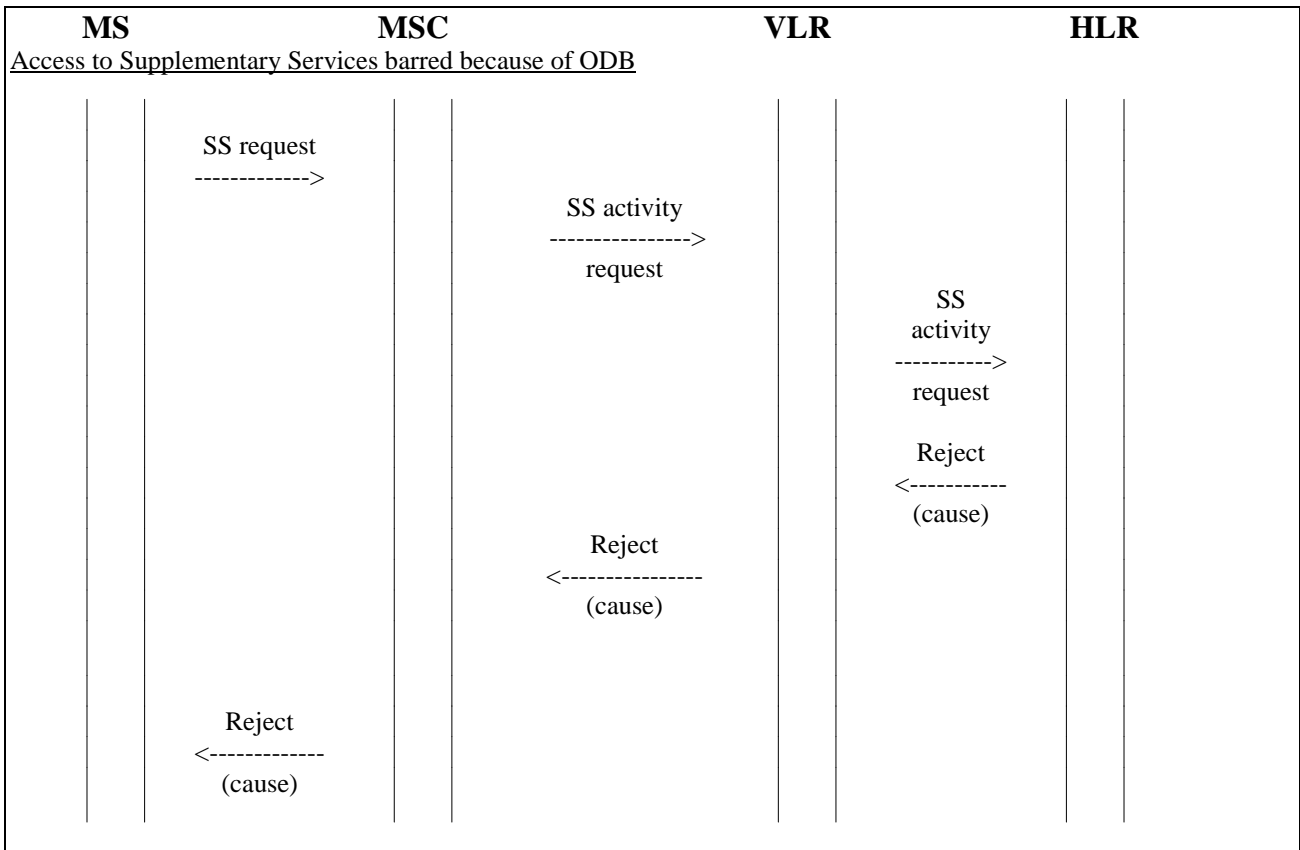 MS MSC VLR HLR
Access to Supplementary Services barred because of ODB
SS request
------------->
SS activity
---------------->
request
SS
activity
----------->
request
Reject
<-----------
(cause)
Reject
<----------------
(cause)
Reject
<-------------
(cause)